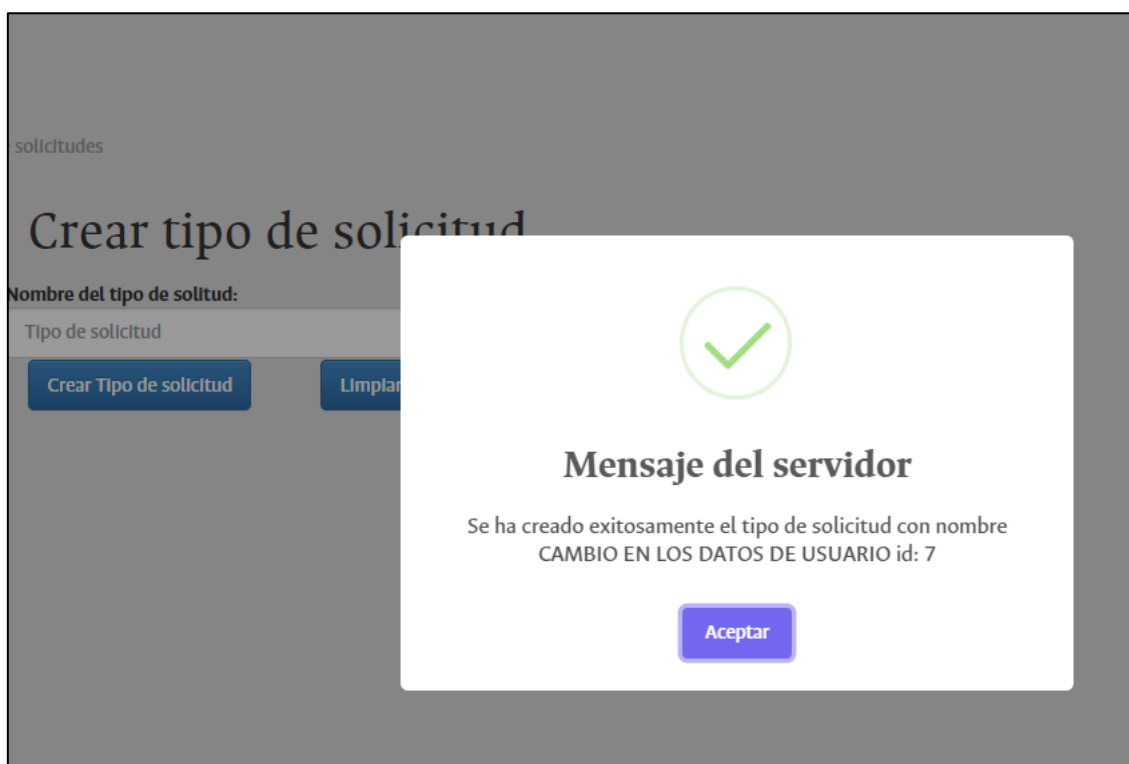 solicitudes
Crear tipo de solicitud
Nombre del tipo de solitud:
Tipo de solicitud
Crear Tipo de solicitud
Limpiar
Mensaje del servidor
Se ha creado exitosamente el tipo de solicitud con nombre
CAMBIO EN LOS DATOS DE USUARIO id: 7
Aceptar